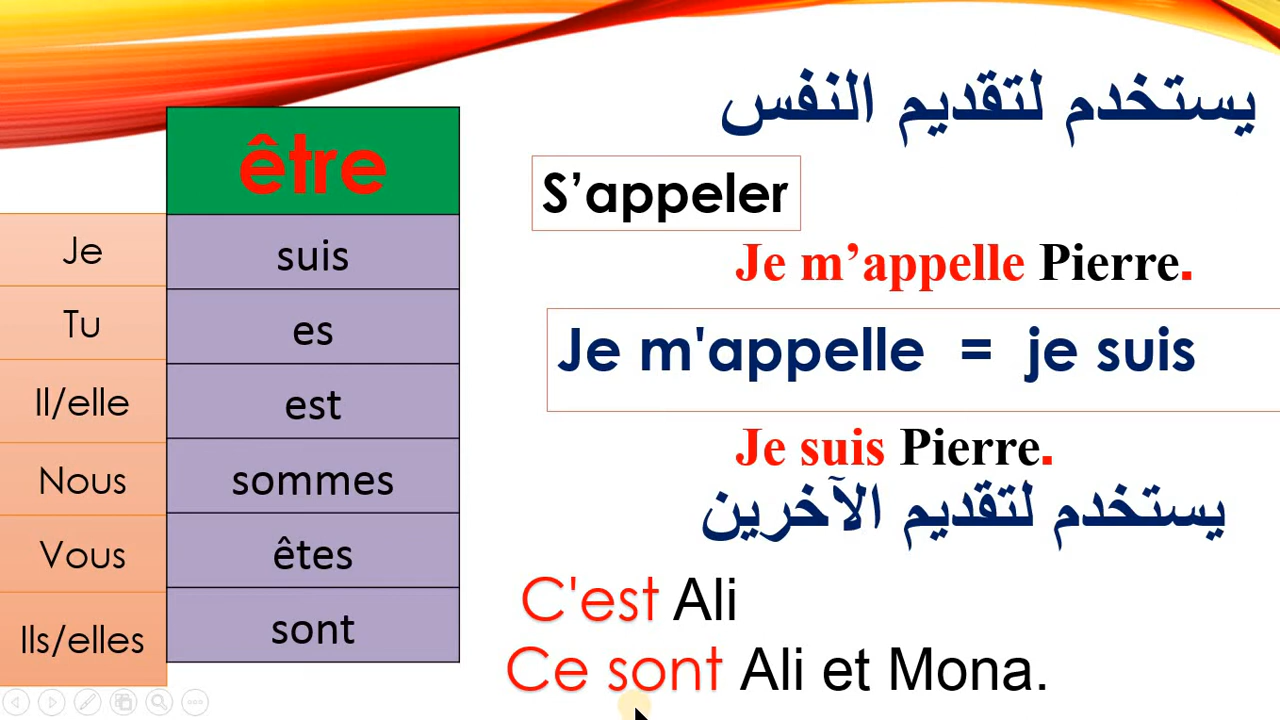 être
Je suis
Tu es
Il/elle est
Nous sommes
Vous êtes
Ils/elles sont
يستخدم لتقديم النفس
S’appeler
Je m’appelle Pierre.
Je m'appelle = je suis
Je suis Pierre.
يستخدم لتقديم الآخرين
C'est Ali
Ce sont Ali et Mona.